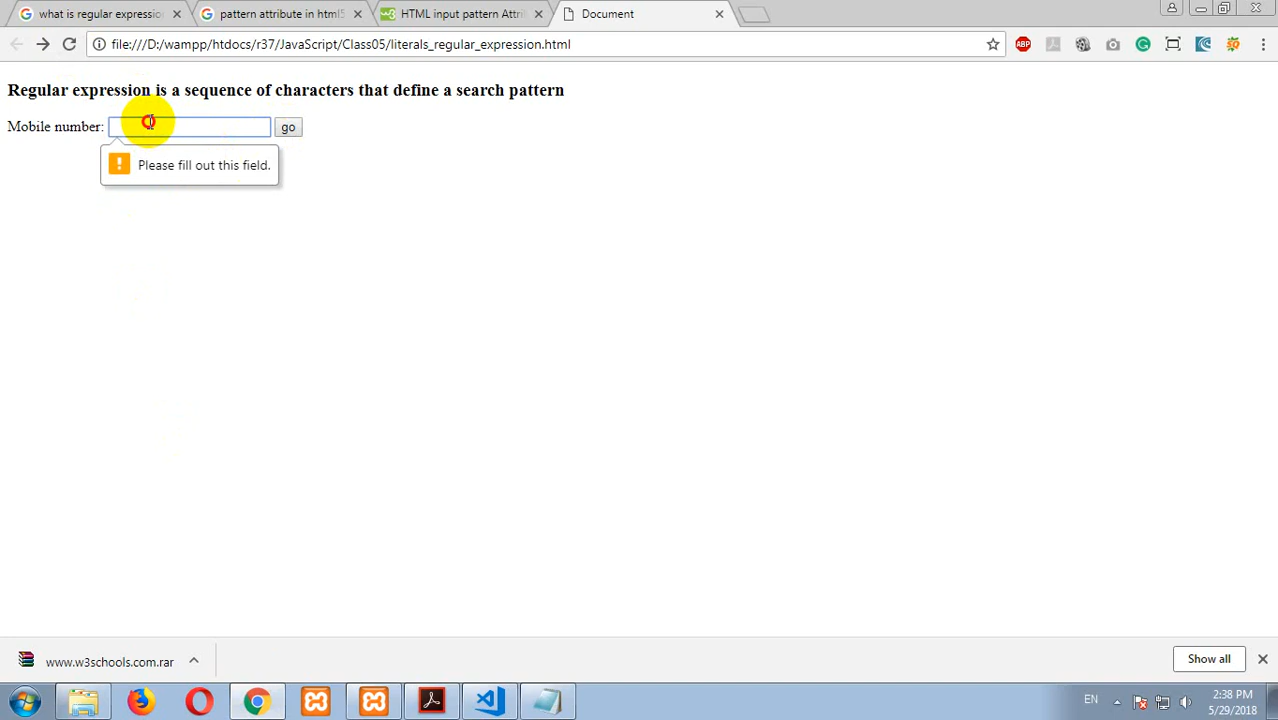 what is regular expressio
pattern attribute in html5
HTML input pattern Attri
Document
file:///D:/wampp/htdocs/r37/JavaScript/Class05/literals_regular_expression.html
ABP
Regular expression is a sequence of characters that define a search pattern
Mobile number:
go
Please fill out this field.
www.w3schools.com.rar
Show all
EN
2:38 PM
5/29/2018